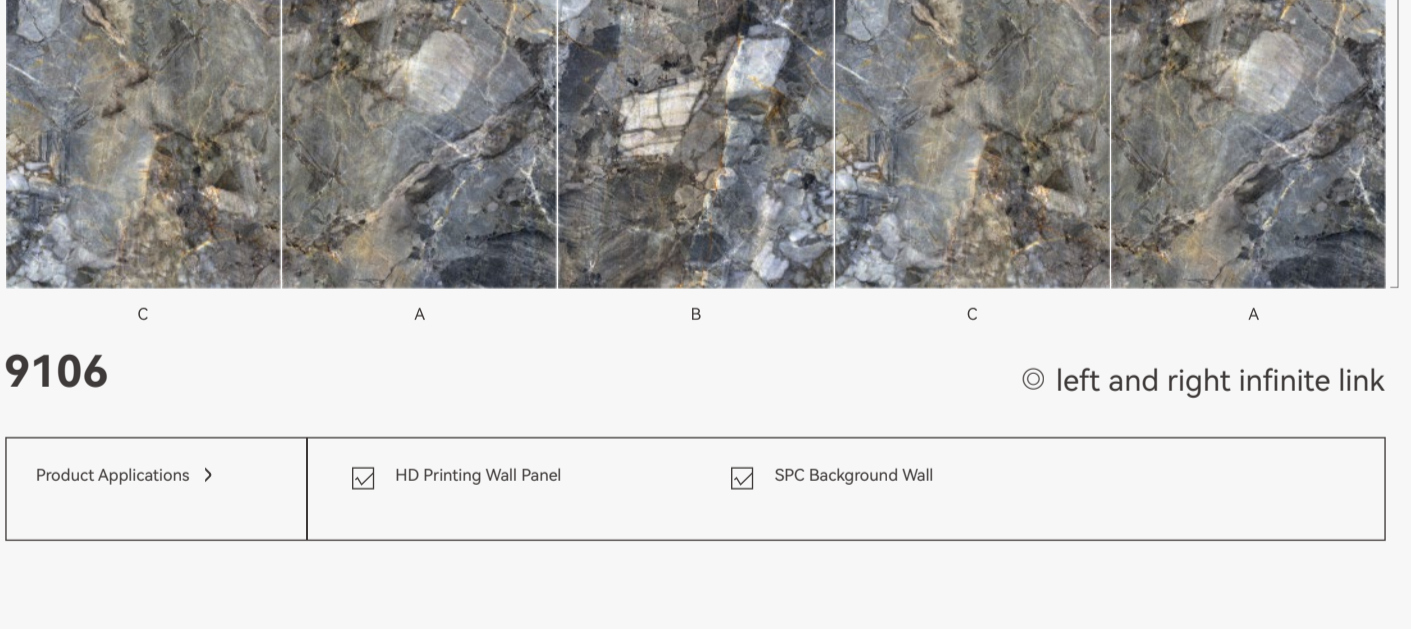 C A B C A
9106
◎ left and right infinite link
Product Applications > HD Printing Wall Panel SPC Background Wall